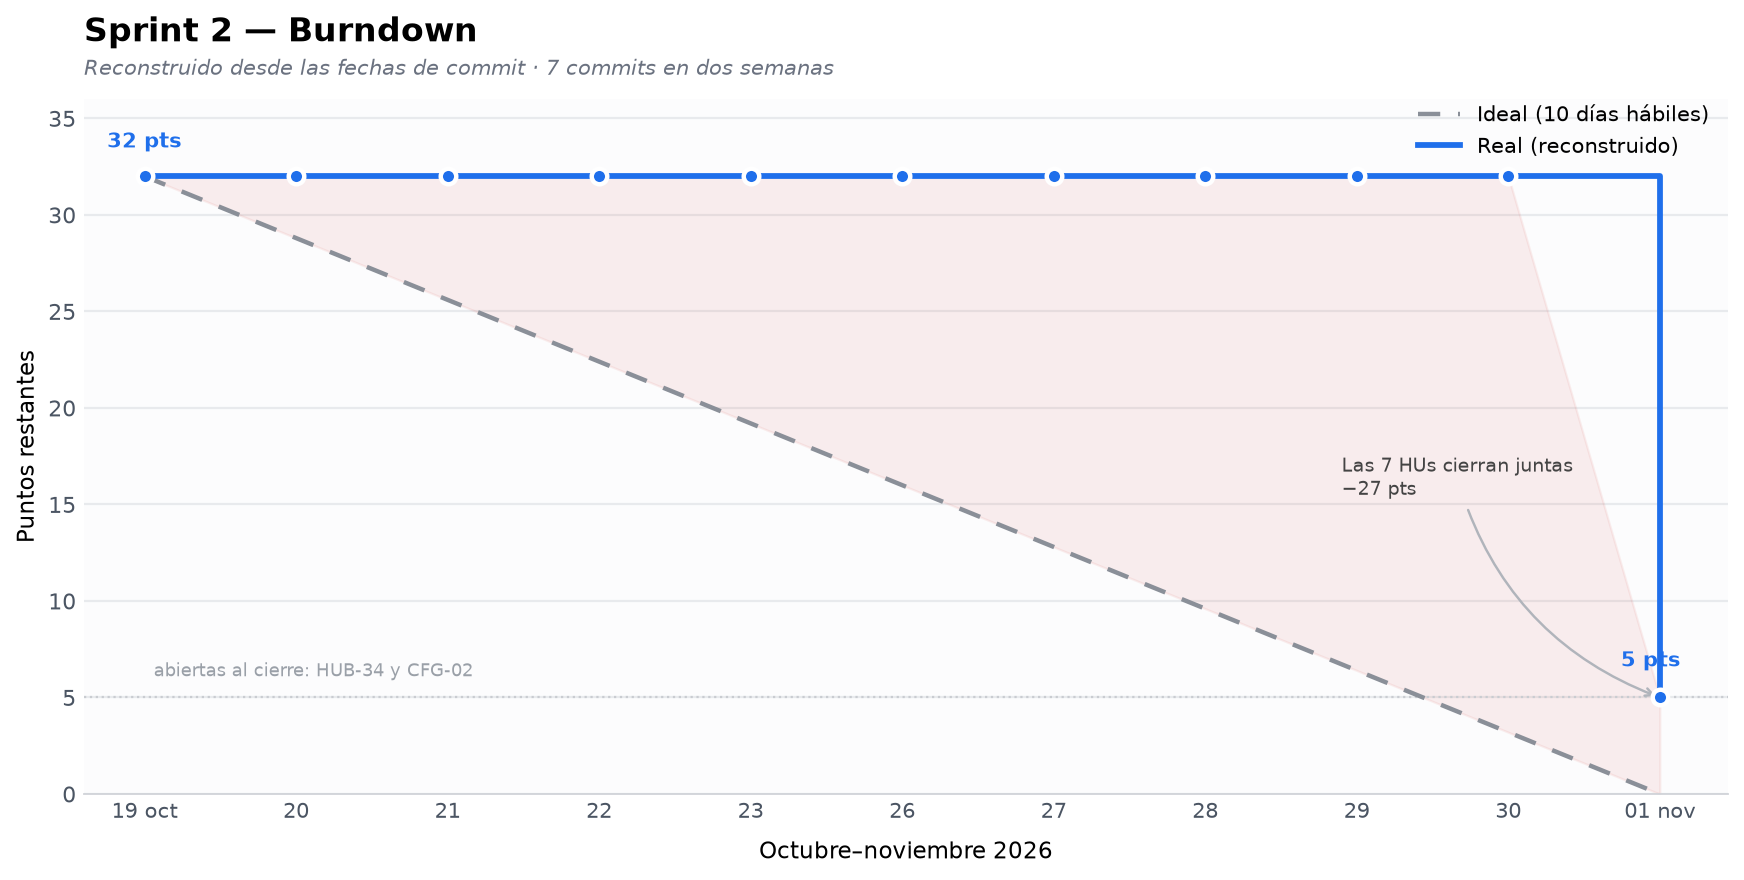 Sprint 2 — Burndown
Reconstruido desde las fechas de commit · 7 commits en dos semanas
Ideal (10 días hábiles)
Real (reconstruido)
32 pts
35
30
25
20
15
10
5
0
Puntos restantes
Las 7 HUs cierran juntas
−27 pts
5 pts
abiertas al cierre: HUB-34 y CFG-02
19 oct 20 21 22 23 26 27 28 29 30 01 nov
Octubre–noviembre 2026